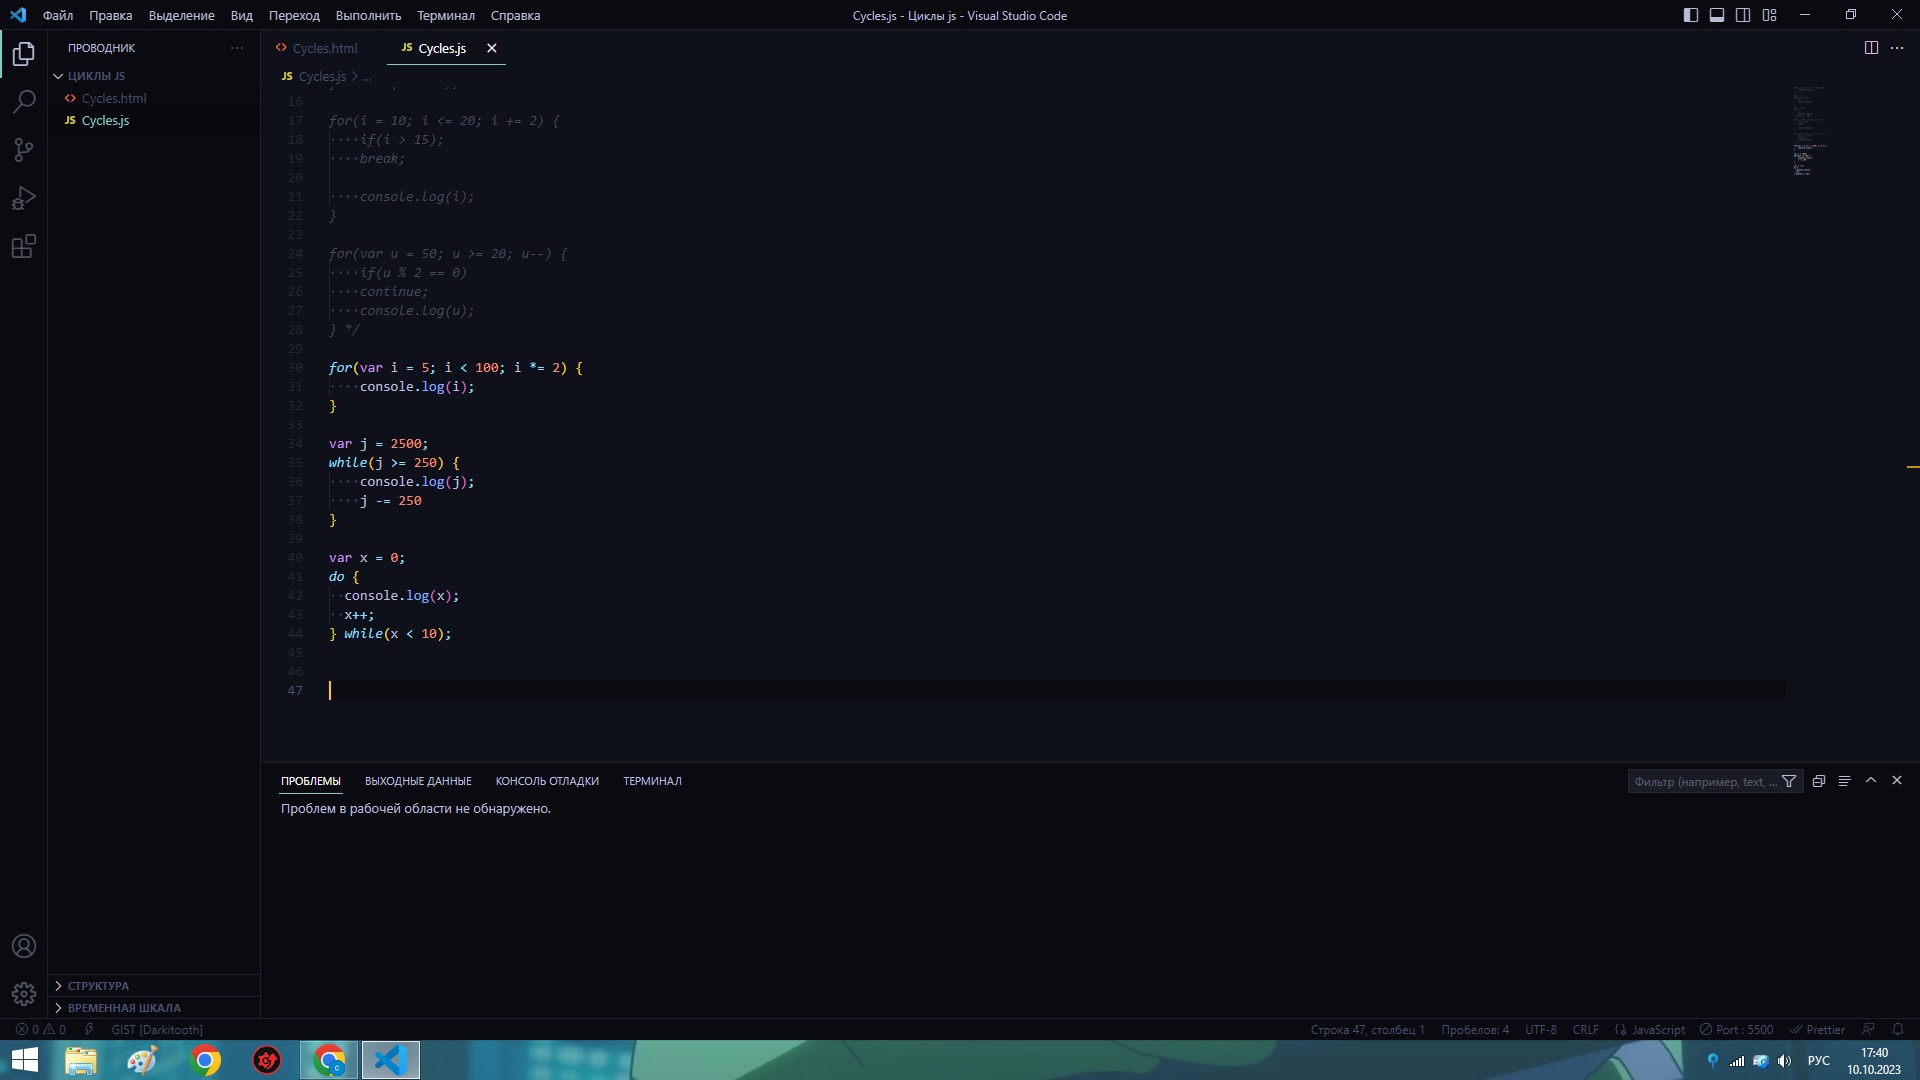 Файл Правка Выделение Вид Переход Выполнить Терминал Справка
Cycles.js - Циклы js - Visual Studio Code
ПРОВОДНИК
ЦИКЛЫ JS
Cycles.html
JS Cycles.js
Cycles.html
JS Cycles.js
JS Cycles.js > ...
16
17 for(i = 10; i <= 20; i += 2) {
18 ····if(i > 15);
19 ····break;
20
21 ····console.log(i);
22 }
23
24 for(var u = 50; u >= 20; u--) {
25 ····if(u % 2 == 0)
26 ····continue;
27 ····console.log(u);
28 } */
29
30 for(var i = 5; i < 100; i *= 2) {
31 ····console.log(i);
32 }
33
34 var j = 2500;
35 while(j >= 250) {
36 ····console.log(j);
37 ····j -= 250
38 }
39
40 var x = 0;
41 do {
42 ··console.log(x);
43 ··x++;
44 } while(x < 10);
45
46
47
ПРОБЛЕМЫ ВЫХОДНЫЕ ДАННЫЕ КОНСОЛЬ ОТЛАДКИ ТЕРМИНАЛ
Фильтр (например, text, ...
Проблем в рабочей области не обнаружено.
СТРУКТУРА
ВРЕМЕННАЯ ШКАЛА
0 0 GIST [Darkitooth]
Строка 47, столбец 1 Пробелов: 4 UTF-8 CRLF JavaScript Port : 5500 Prettier
РУС
17:40
10.10.2023